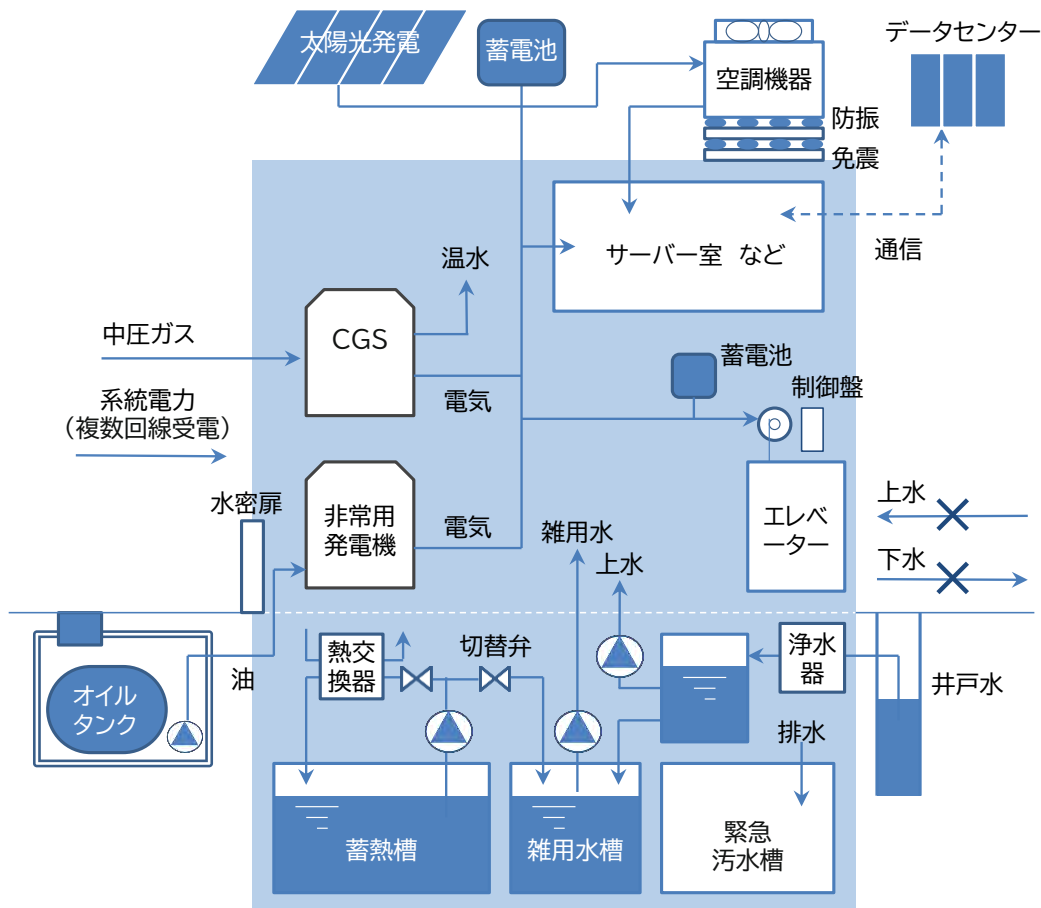 太陽光発電
蓄電池
空調機器
データセンター
防振
免震
サーバー室 など
通信
温水
中圧ガス
CGS
電気
蓄電池
制御盤
系統電力
（複数回線受電）
水密扉
非常用
発電機
電気
雑用水
上水
エレベ
ーター
上水
下水
オイル
タンク
油
熱交
換器
切替弁
浄水
器
井戸水
排水
蓄熱槽
雑用水槽
緊急
汚水槽